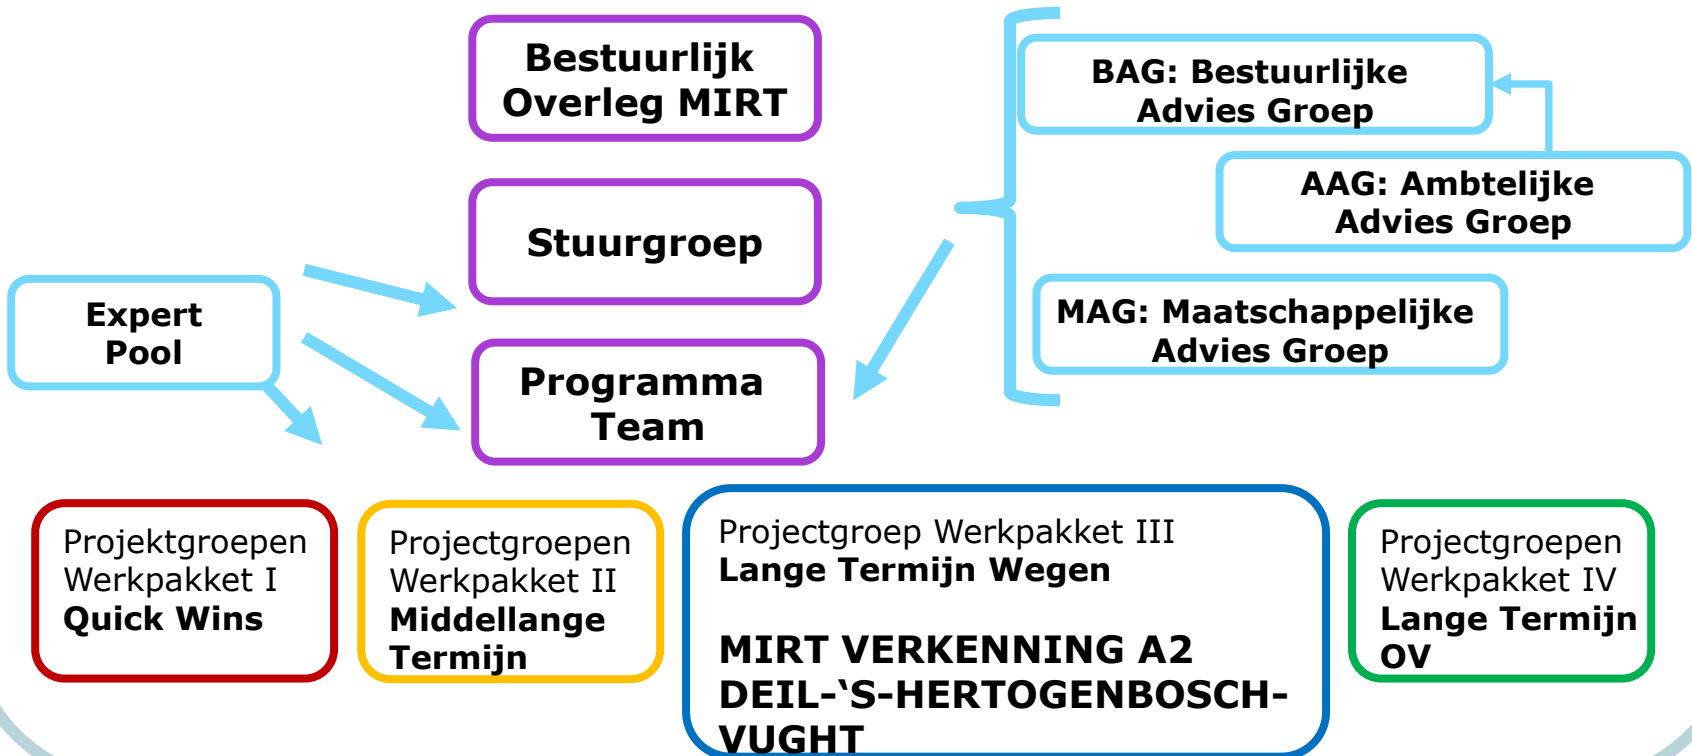 Bestuurlijk
Overleg MIRT
Stuurgroep
Programma
Team
Expert
Pool
BAG: Bestuurlijke
Advies Groep
AAG: Ambtelijke
Advies Groep
MAG: Maatschappelijke
Advies Groep
Projektgroepen
Werkpakket I
Quick Wins
Projectgroepen
Werkpakket II
Middellange
Termijn
Projectgroep Werkpakket III
Lange Termijn Wegen
MIRT VERKENNING A2
DEIL-‘S-HERTOGENBOSCH-
VUGHT
Projectgroepen
Werkpakket IV
Lange Termijn
OV